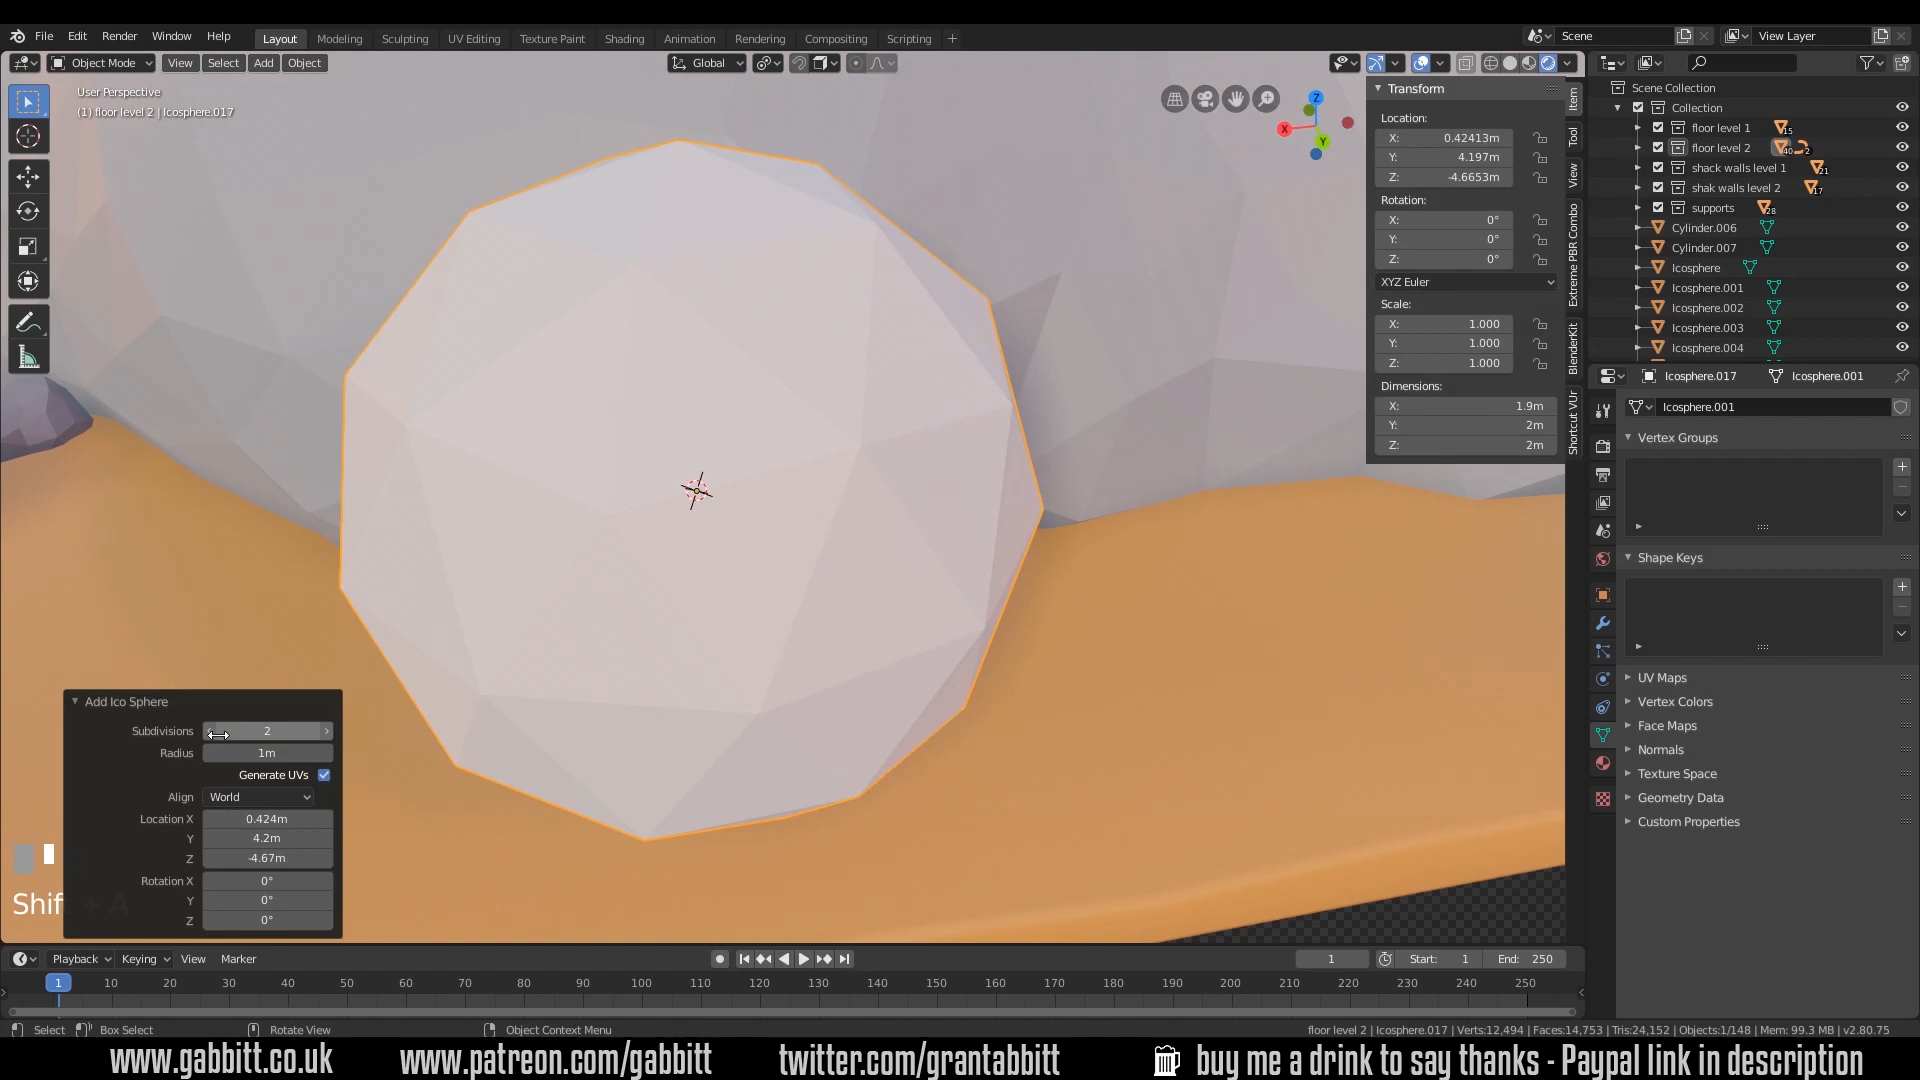 File Edit Render Window Help Layout Modeling Sculpting UV Editing Texture Paint Shading Animation Rendering Compositing Scripting + Scene View Layer
Object Mode View Select Add Object Global
User Perspective
(1) floor level 2 | Icosphere.017
Z
X
Y
Transform
Location:
X: 0.42413m
Y: 4.197m
Z: -4.6653m
Rotation:
X: 0°
Y: 0°
Z: 0°
XYZ Euler
Scale:
X: 1.000
Y: 1.000
Z: 1.000
Dimensions:
X: 1.9m
Y: 2m
Z: 2m
Item
Tool
View
Extreme PBR Combo
BlenderKit
Shortcut VUr
Scene Collection
Collection
floor level 1 15
floor level 2 40 2
shack walls level 1 21
shak walls level 2 17
supports 28
Cylinder.006
Cylinder.007
Icosphere
Icosphere.001
Icosphere.002
Icosphere.003
Icosphere.004
Icosphere.017 Icosphere.001
Icosphere.001
Vertex Groups
Shape Keys
UV Maps
Vertex Colors
Face Maps
Normals
Texture Space
Geometry Data
Custom Properties
Add Ico Sphere
Subdivisions 2
Radius 1m
Generate UVs
Align World
Location X 0.424m
Y 4.2m
Z -4.67m
Rotation X 0°
Y 0°
Z 0°
Shif + A
Playback Keying View Marker 1 Start: 1 End: 250
1 10 20 30 40 50 60 70 80 90 100 110 120 130 140 150 160 170 180 190 200 210 220 230 240 250
Select Box Select Rotate View Object Context Menu floor level 2 | Icosphere.017 | Verts:12,494 | Faces:14,753 | Tris:24,152 | Objects:1/148 | Mem: 99.3 MB | v2.80.75
www.gabbitt.co.uk www.patreon.com/gabbitt twitter.com/grantabbitt buy me a drink to say thanks - Paypal link in description